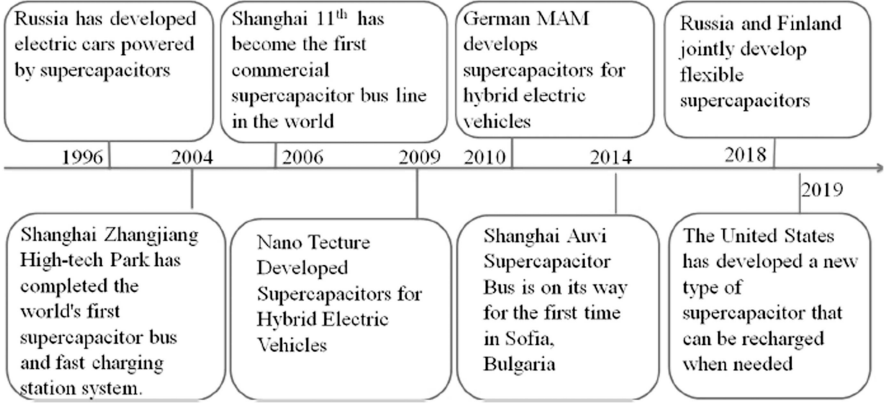 Russia has developed
electric cars powered
by supercapacitors
Shanghai 11th has
become the first
commercial
supercapacitor bus line
in the world
German MAM
develops
supercapacitors for
hybrid electric
vehicles
Russia and Finland
jointly develop
flexible
supercapacitors
1996
2004
2006
2009
2010
2014
2018
2019
Shanghai Zhangjiang
High-tech Park has
completed the
world's first
supercapacitor bus
and fast charging
station system.
Nano Tecture
Developed
Supercapacitors for
Hybrid Electric
Vehicles
Shanghai Auvi
Supercapacitor
Bus is on its way
for the first time
in Sofia,
Bulgaria
The United States
has developed a new
type of
supercapacitor that
can be recharged
when needed